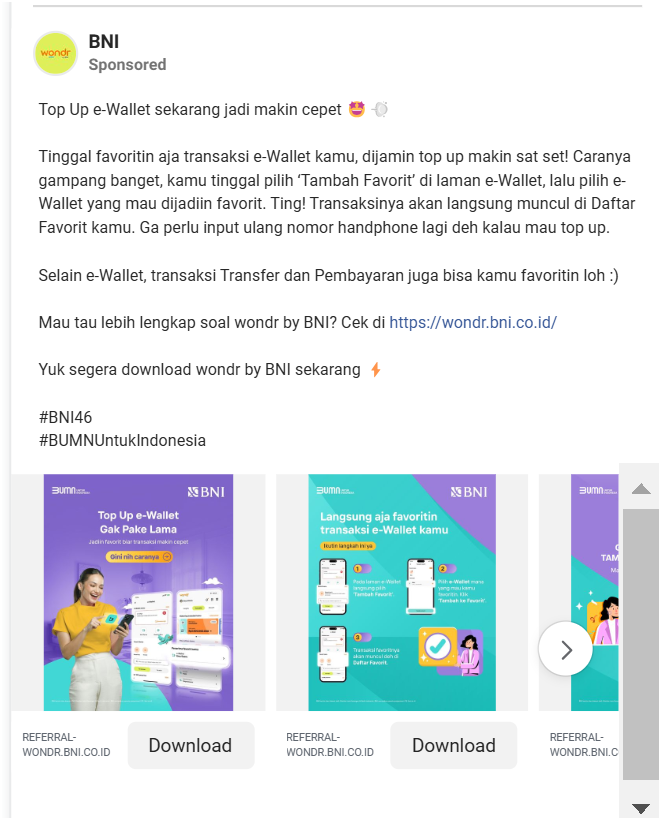 wondr
BNI
Sponsored
Top Up e-Wallet sekarang jadi makin cepet 🤩 💨
Tinggal favoritin aja transaksi e-Wallet kamu, dijamin top up makin sat set! Caranya
gampang banget, kamu tinggal pilih ‘Tambah Favorit’ di laman e-Wallet, lalu pilih e-
Wallet yang mau dijadiin favorit. Ting! Transaksinya akan langsung muncul di Daftar
Favorit kamu. Ga perlu input ulang nomor handphone lagi deh kalau mau top up.
Selain e-Wallet, transaksi Transfer dan Pembayaran juga bisa kamu favoritin loh :)
Mau tau lebih lengkap soal wondr by BNI? Cek di https://wondr.bni.co.id/
Yuk segera download wondr by BNI sekarang ⚡
#BNI46
#BUMNUntukIndonesia
BUMN
BNI
Top Up e-Wallet
Gak Pake Lama
Jadiin favorit biar transaksi makin cepet
Gini nih caranya
BUMN
BNI
Langsung aja favoritin
transaksi e-Wallet kamu
Ikutin langkah ini ya
1
Pada laman e-Wallet
langsung pilih
'Tambah Favorit'.
2
Pilih e-Wallet mana
yang mau kamu
favoritin. Klik
'Tambah ke Favorit'.
3
Transaksi favoritnya
akan muncul deh di
Daftar Favorit.
BUMN
REFERRAL-
WONDR.BNI.CO.ID
Download
REFERRAL-
WONDR.BNI.CO.ID
Download
REFERRAL-
WONDR.BNI.C